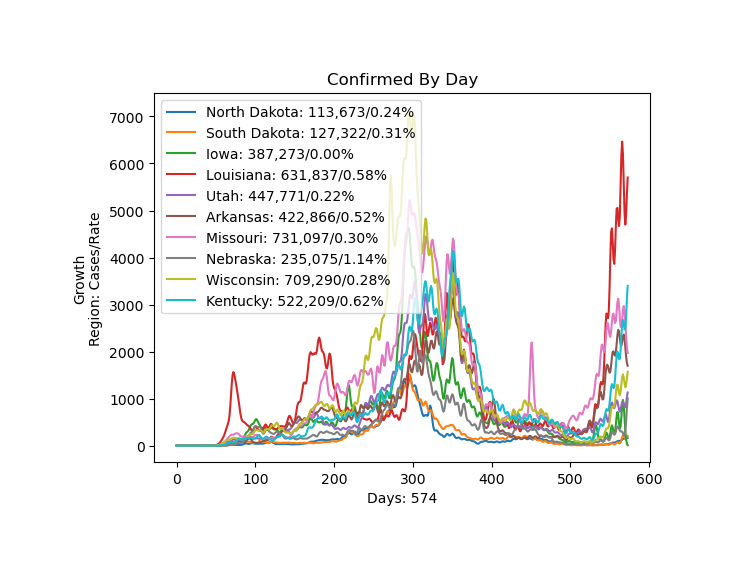 Confirmed By Day
North Dakota: 113,673/0.24%
South Dakota: 127,322/0.31%
Iowa: 387,273/0.00%
Louisiana: 631,837/0.58%
Utah: 447,771/0.22%
Arkansas: 422,866/0.52%
Missouri: 731,097/0.30%
Nebraska: 235,075/1.14%
Wisconsin: 709,290/0.28%
Kentucky: 522,209/0.62%
7000
6000
5000
4000
3000
2000
1000
0
Growth
Region: Cases/Rate
0 100 200 300 400 500 600
Days: 574